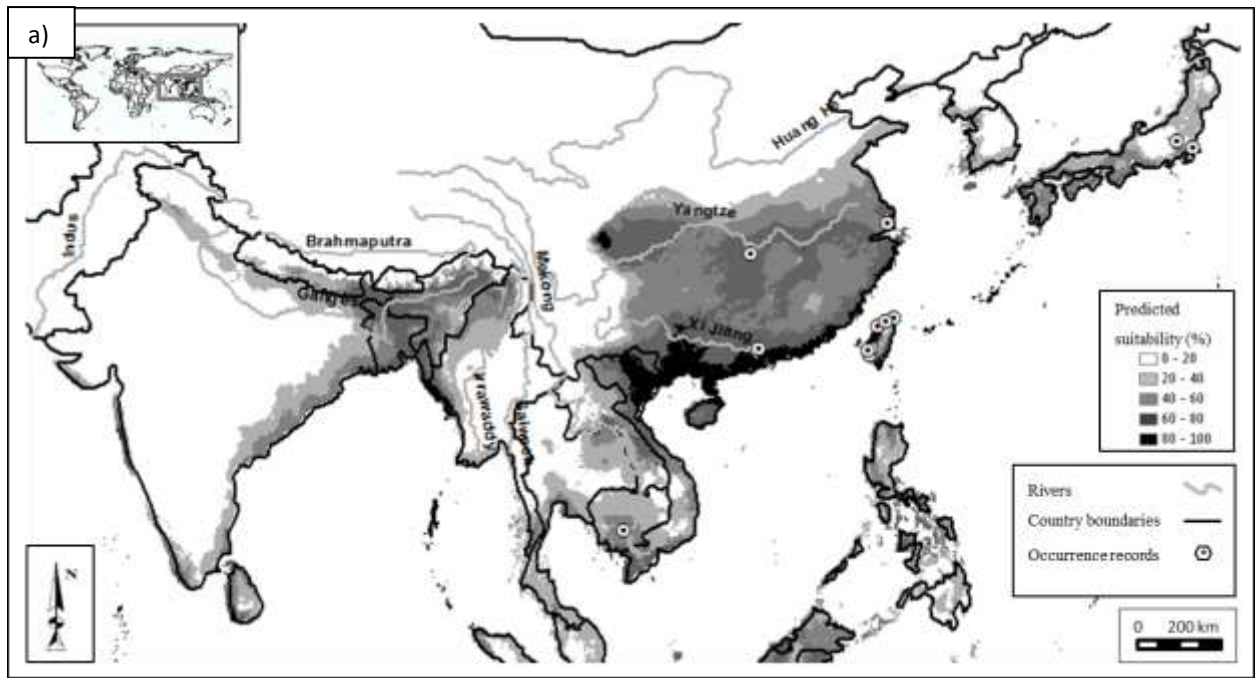 a)
Huang H
Yangtze
Indus
Brahmaputra
Mekong
Ganges
Xi Jiang
Predicted
suitability (%)
0 - 20
20 - 40
40 - 60
60 - 80
80 - 100
Irrawaddy
Salween
Rivers
Country boundaries
Occurrence records
N
0 200 km